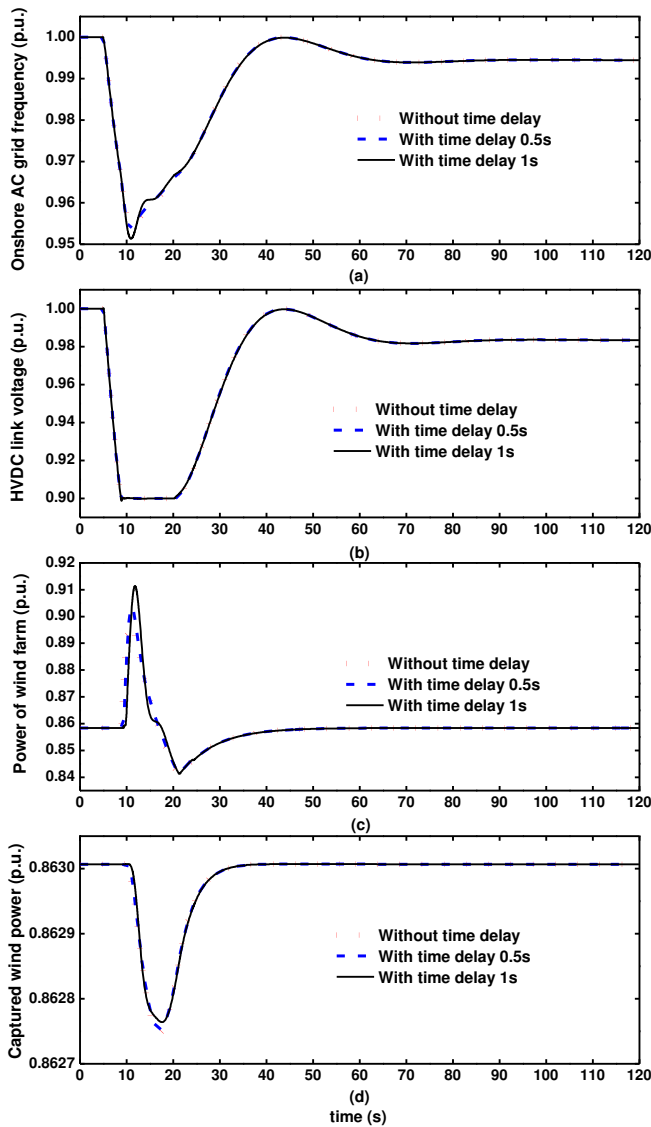 Onshore AC grid frequency (p.u.)
1.00
0.99
0.97
0.96
0.95
Without time delay
With time delay 0.5s
With time delay 1s
0 10 20 30 40 50 60 70 80 90 100 110 120
(a)
HVDC link voltage (p.u.)
1.00
0.98
0.96
0.94
0.92
0.90
Without time delay
With time delay 0.5s
With time delay 1s
0 10 20 30 40 50 60 70 80 90 100 110 120
(b)
Power of wind farm (p.u.)
0.92
0.91
0.90
0.89
0.88
0.87
0.86
0.85
0.84
Without time delay
With time delay 0.5s
With time delay 1s
0 10 20 30 40 50 60 70 80 90 100 110 120
(c)
Captured wind power (p.u.)
0.8630
0.8629
0.8628
0.8627
Without time delay
With time delay 0.5s
With time delay 1s
0 10 20 30 40 50 60 70 80 90 100 110 120
(d)
time (s)